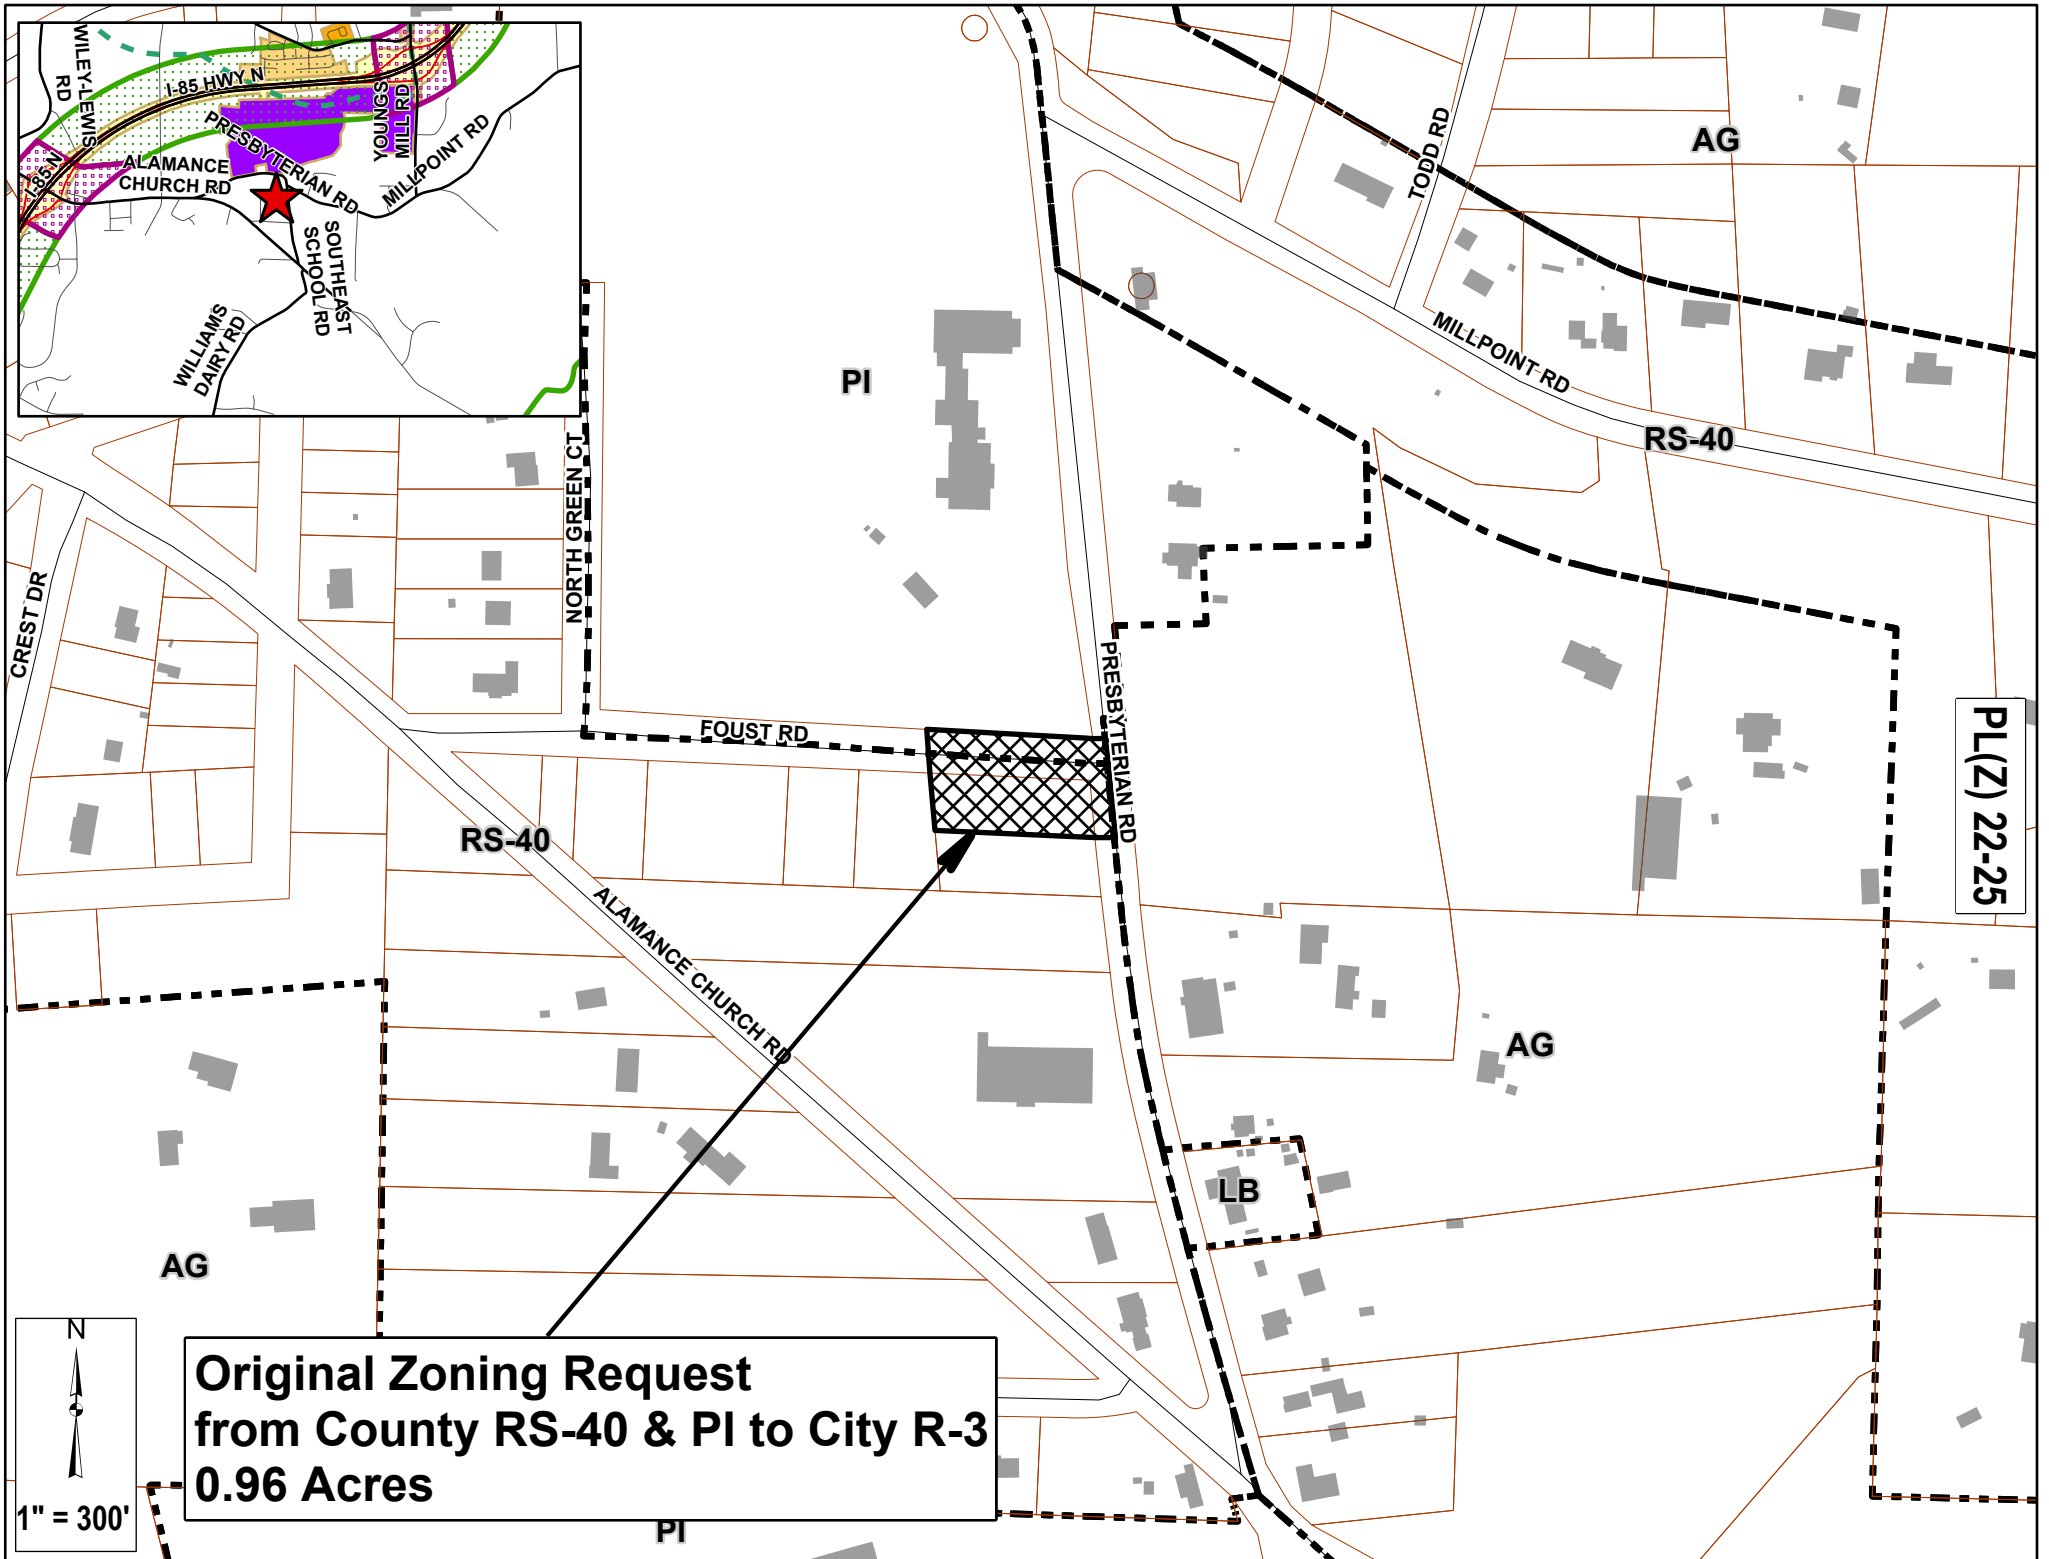 WILEY-LEWIS
RD
I-85 HWY N
YOUNGS
MILL RD
PRESBYTERIAN RD
MILLPOINT RD
ALAMANCE
CHURCH RD
I-85 N
SOUTHEAST
SCHOOL RD
WILLIAMS
DAIRY RD
TODD RD
AG
MILLPOINT RD
RS-40
PI
NORTH GREEN CT
CREST DR
FOUST RD
PRESBYTERIAN RD
PL(Z) 22-25
RS-40
ALAMANCE CHURCH RD
AG
LB
AG
N
1" = 300'
Original Zoning Request
from County RS-40 & PI to City R-3
0.96 Acres
PI